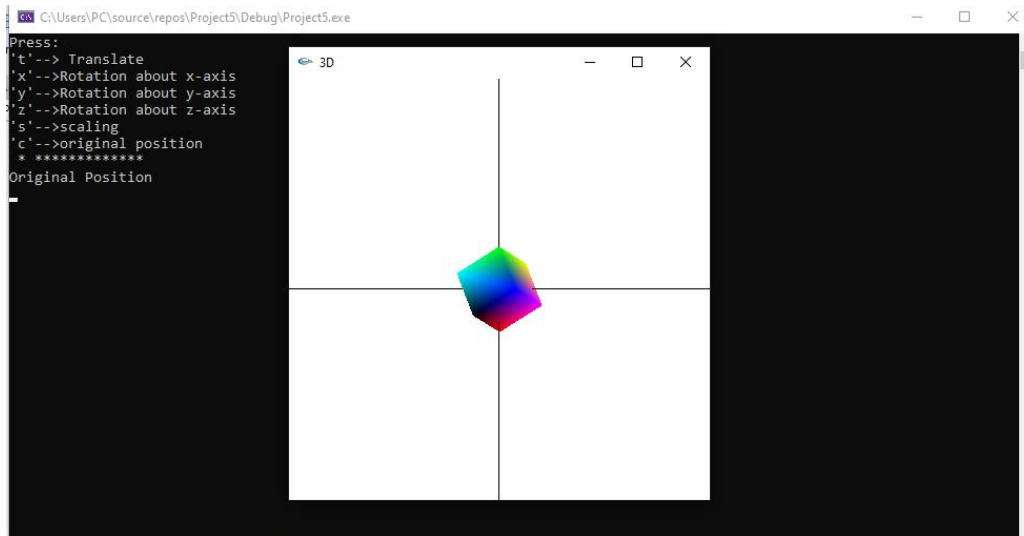 C:\Users\PC\source\repos\Project5\Debug\Project5.exe
Press:
't'--> Translate
'x'-->Rotation about x-axis
'y'-->Rotation about y-axis
'z'-->Rotation about z-axis
's'-->scaling
'c'-->original position
* *************
Original Position
3D